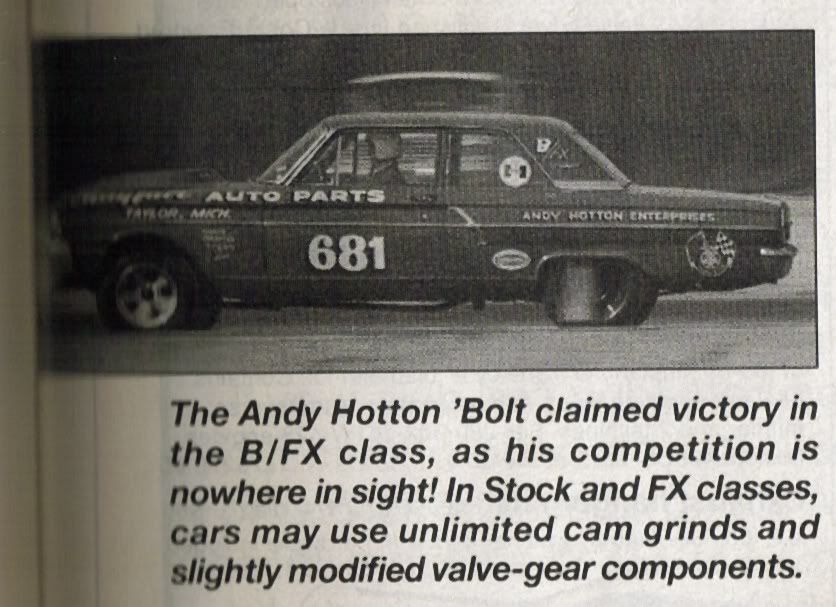 B/FX
H
AUTO PARTS
TAYLOR, MICH.
ANDY HOTTON ENTERPRISES
681
The Andy Hotton 'Bolt claimed victory in
the B/FX class, as his competition is
nowhere in sight! In Stock and FX classes,
cars may use unlimited cam grinds and
slightly modified valve-gear components.